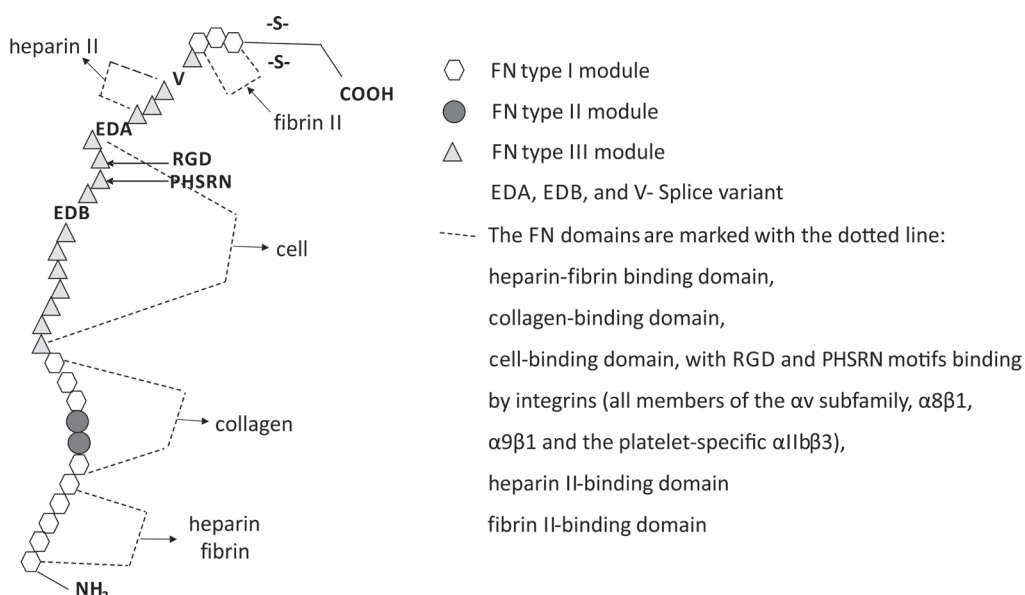 -S-
heparin II
V
-S-
COOH
fibrin II
EDA
RGD
PHSRN
EDB
cell
collagen
heparin
fibrin
NH₂
FN type I module
FN type II module
FN type III module
EDA, EDB, and V- Splice variant
The FN domains are marked with the dotted line:
heparin-fibrin binding domain,
collagen-binding domain,
cell-binding domain, with RGD and PHSRN motifs binding
by integrins (all members of the αv subfamily, α8β1,
α9β1 and the platelet-specific αIIbβ3),
heparin II-binding domain
fibrin II-binding domain